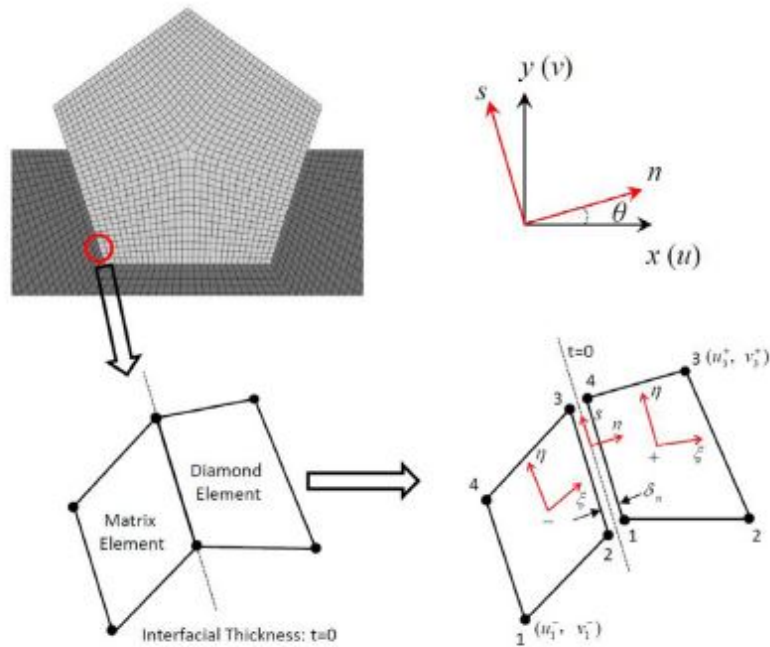 y (v)
s
n
θ
x (u)
Diamond
Element
Matrix
Element
Interfacial Thickness: t=0
t=0
3 (u₃⁺, v₃⁺)
4
3
η
s
n
+
ξ
4
η
ξ
−
δₙ
1
2
2
1 (u₁⁻, v₁⁻)